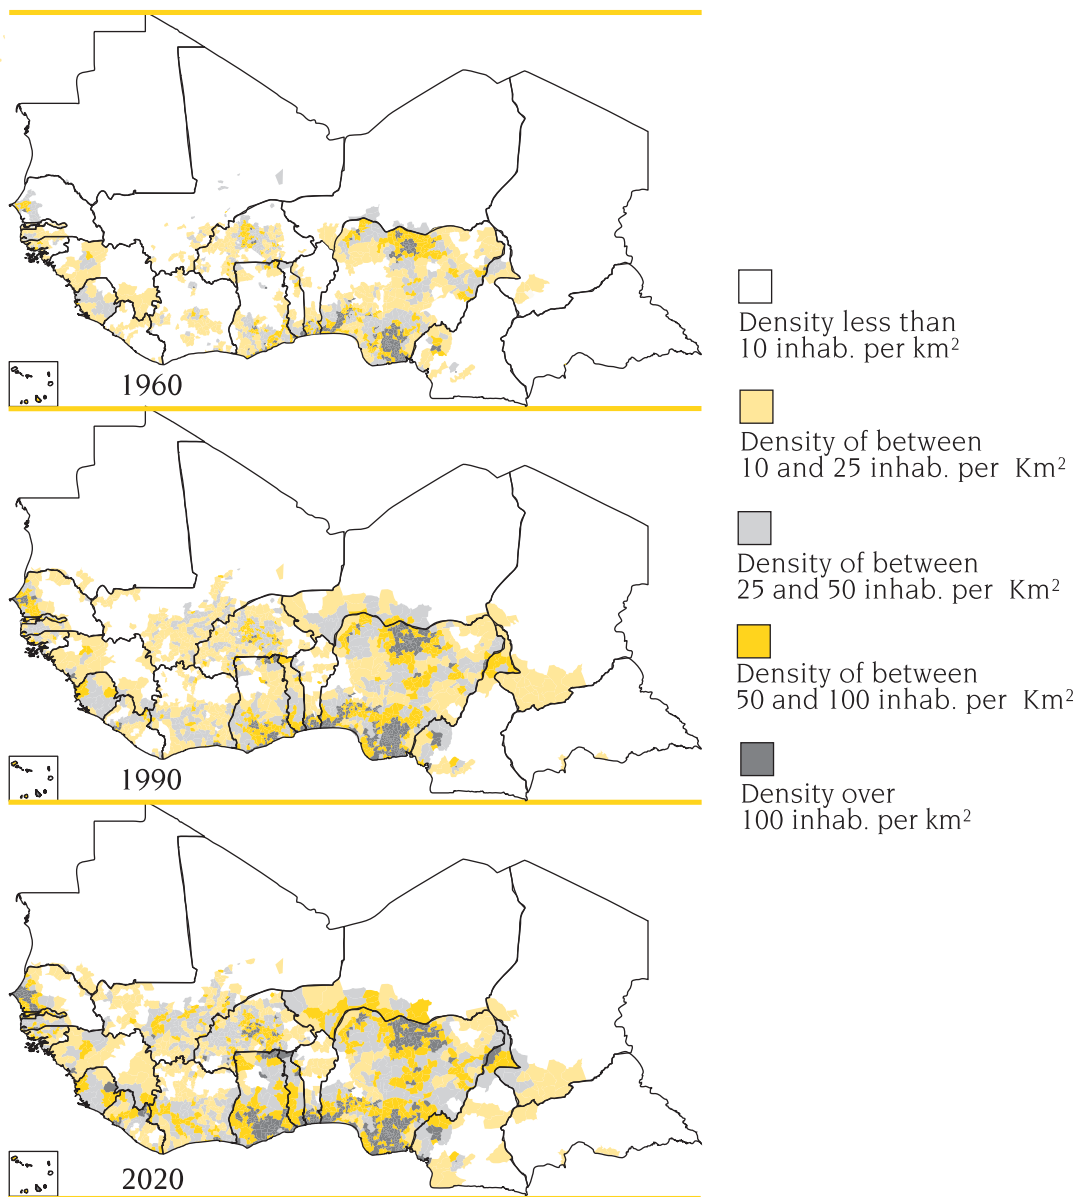 1960
1990
2020
Density less than
10 inhab. per km²
Density of between
10 and 25 inhab. per Km²
Density of between
25 and 50 inhab. per Km²
Density of between
50 and 100 inhab. per Km²
Density over
100 inhab. per km²